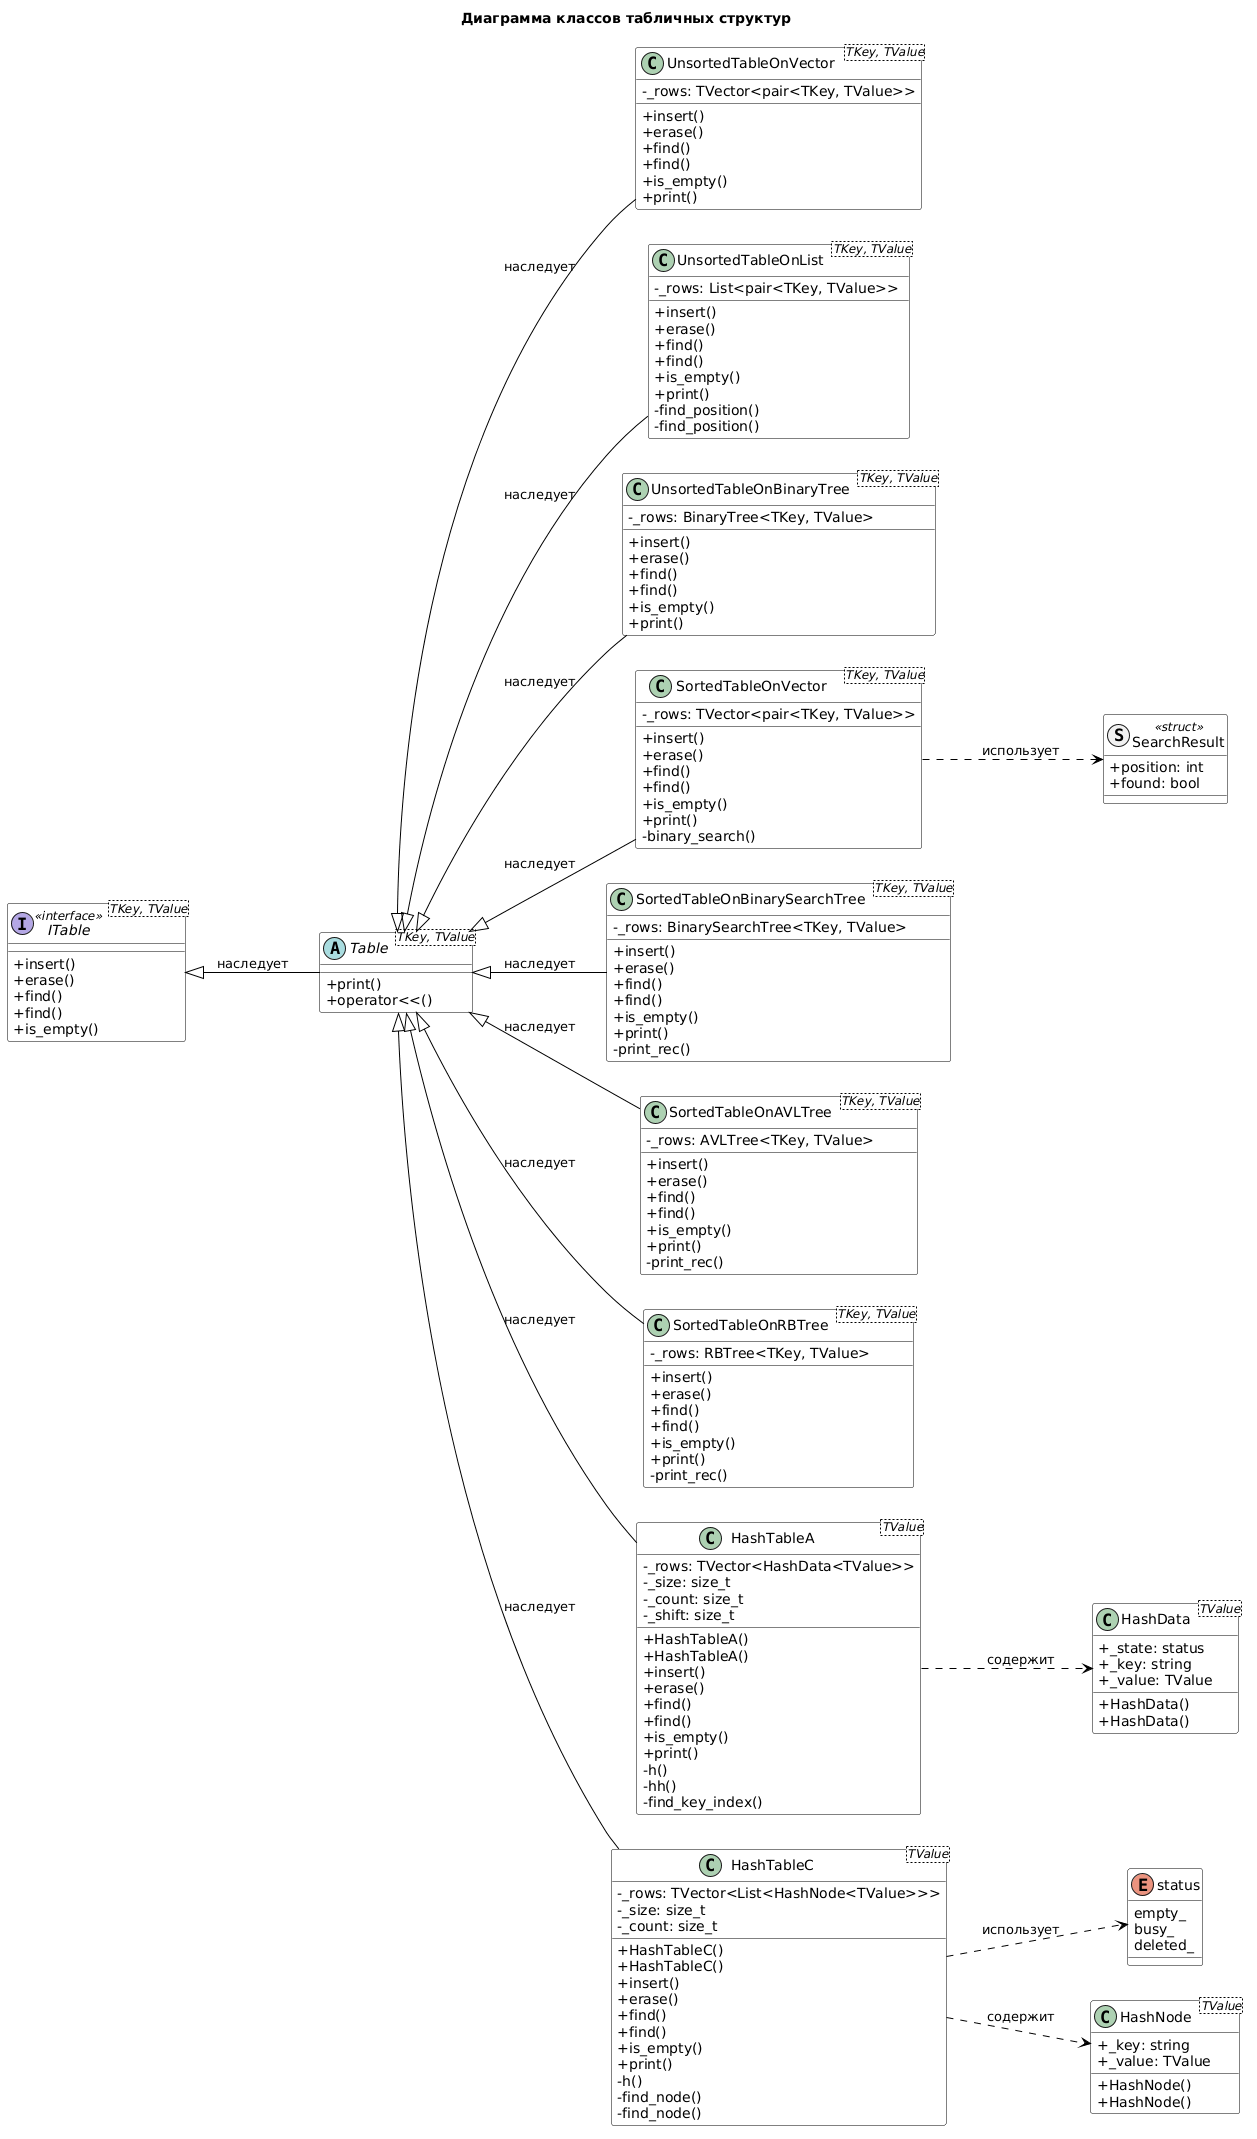 Диаграмма классов табличных структур
C UnsortedTableOnVector
TKey, TValue
-_rows: TVector<pair<TKey, TValue>>
+insert()
+erase()
+find()
+find()
+is_empty()
+print()
наследует
C UnsortedTableOnList
TKey, TValue
-_rows: List<pair<TKey, TValue>>
+insert()
+erase()
+find()
+find()
+is_empty()
+print()
-find_position()
-find_position()
наследует
C UnsortedTableOnBinaryTree
TKey, TValue
-_rows: BinaryTree<TKey, TValue>
+insert()
+erase()
+find()
+find()
+is_empty()
+print()
наследует
C SortedTableOnVector
TKey, TValue
-_rows: TVector<pair<TKey, TValue>>
+insert()
+erase()
+find()
+find()
+is_empty()
+print()
-binary_search()
использует
S «struct»
SearchResult
+position: int
+found: bool
наследует
I «interface»
ITable
TKey, TValue
+insert()
+erase()
+find()
+find()
+is_empty()
наследует
A Table
TKey, TValue
+print()
+operator<<()
наследует
C SortedTableOnBinarySearchTree
TKey, TValue
-_rows: BinarySearchTree<TKey, TValue>
+insert()
+erase()
+find()
+find()
+is_empty()
+print()
-print_rec()
наследует
C SortedTableOnAVLTree
TKey, TValue
-_rows: AVLTree<TKey, TValue>
+insert()
+erase()
+find()
+find()
+is_empty()
+print()
-print_rec()
наследует
C SortedTableOnRBTree
TKey, TValue
-_rows: RBTree<TKey, TValue>
+insert()
+erase()
+find()
+find()
+is_empty()
+print()
-print_rec()
наследует
C HashTableA
TValue
-_rows: TVector<HashData<TValue>>
-_size: size_t
-_count: size_t
-_shift: size_t
+HashTableA()
+HashTableA()
+insert()
+erase()
+find()
+find()
+is_empty()
+print()
-h()
-hh()
-find_key_index()
содержит
C HashData
TValue
+_state: status
+_key: string
+_value: TValue
+HashData()
+HashData()
наследует
C HashTableC
TValue
-_rows: TVector<List<HashNode<TValue>>>
-_size: size_t
-_count: size_t
+HashTableC()
+HashTableC()
+insert()
+erase()
+find()
+find()
+is_empty()
+print()
-h()
-find_node()
-find_node()
использует
E status
empty_
busy_
deleted_
содержит
C HashNode
TValue
+_key: string
+_value: TValue
+HashNode()
+HashNode()